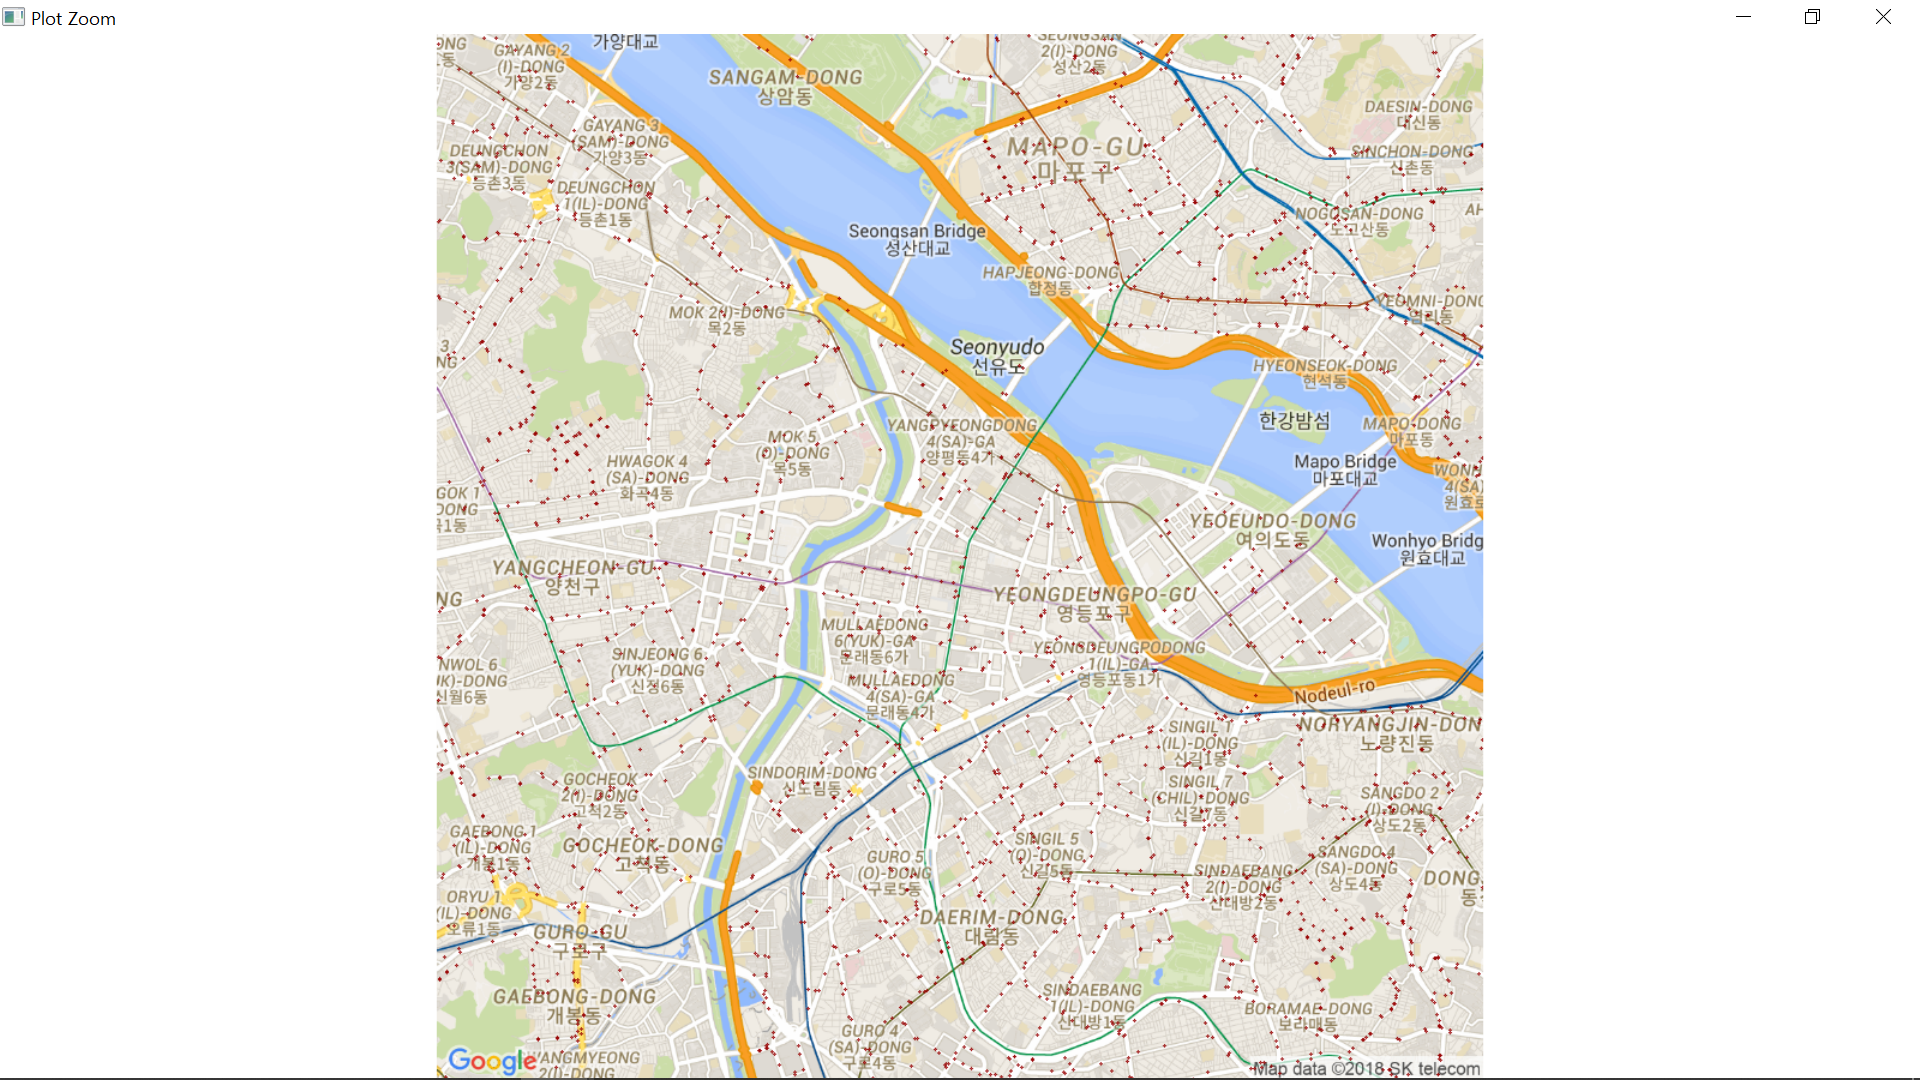 Plot Zoom
GAYANG 2
(I)-DONG
가양2동
가양대교
SANGAM-DONG
상암동
2(I)-DONG
성산2동
DAESIN-DONG
대신동
GAYANG 3
(SAM)-DONG
가양3동
DEUNGCHON
3(SAM)-DONG
등촌3동
MAPO-GU
마포구
SINCHON-DONG
신촌동
DEUNGCHON
1(IL)-DONG
등촌1동
NOGOSAN-DONG
노고산동
AH
Seongsan Bridge
성산대교
HAPJEONG-DONG
합정동
YEOMNI-DONG
염리동
MOK 2(I)-DONG
목2동
3
NG
Seonyudo
선유도
HYEONSEOK-DONG
현석동
한강밤섬
MAPO-DONG
마포동
YANGPYEONGDONG
4(SA)-GA
양평동4가
MOK 5
(O)-DONG
목5동
HWAGOK 4
(SA)-DONG
화곡4동
Mapo Bridge
마포대교
WONH
4(SA)
원효로
GOK 1
DONG
YEOEUIDO-DONG
여의도동
Wonhyo Bridg
원효대교
YANGCHEON-GU
양천구
NG
YEONGDEUNGPO-GU
영등포구
MULLAEDONG
6(YUK)-GA
문래동6가
YEONGDEUNGPODONG
1(IL)-GA
영등포동1가
SINJEONG 6
(YUK)-DONG
신정6동
NWOL 6
JK)-DONG
신월6동
MULLAEDONG
4(SA)-GA
문래동4가
Nodeul-ro
SINGIL 1
(IL)-DONG
신길1동
NORYANGJIN-DON
노량진동
SINDORIM-DONG
신도림동
GOCHEOK
2(I)-DONG
고척2동
SINGIL 7
(CHIL)-DONG
신길7동
SANGDO 2
(I)-DONG
상도2동
GAEBONG 1
(IL)-DONG
개봉1동
GOCHEOK-DONG
고척동
SINGIL 5
(O)-DONG
신길5동
GURO 5
(O)-DONG
구로5동
SANGDO 4
(SA)-DONG
상도4동
SINDAEBANG
2(I)-DONG
신대방2동
DONG
동
ORYU 1
(IL)-DONG
오류1동
DAERIM-DONG
대림동
GURO-GU
구로구
GAEBONG-DONG
개봉동
SINDAEBANG
1(IL)-DONG
신대방1동
BORAMAE-DONG
보라매동
GURO 4
(SA)-DONG
구로4동
Google
ANGMYEONG
2(I)-DONG
Map data ©2018 SK telecom